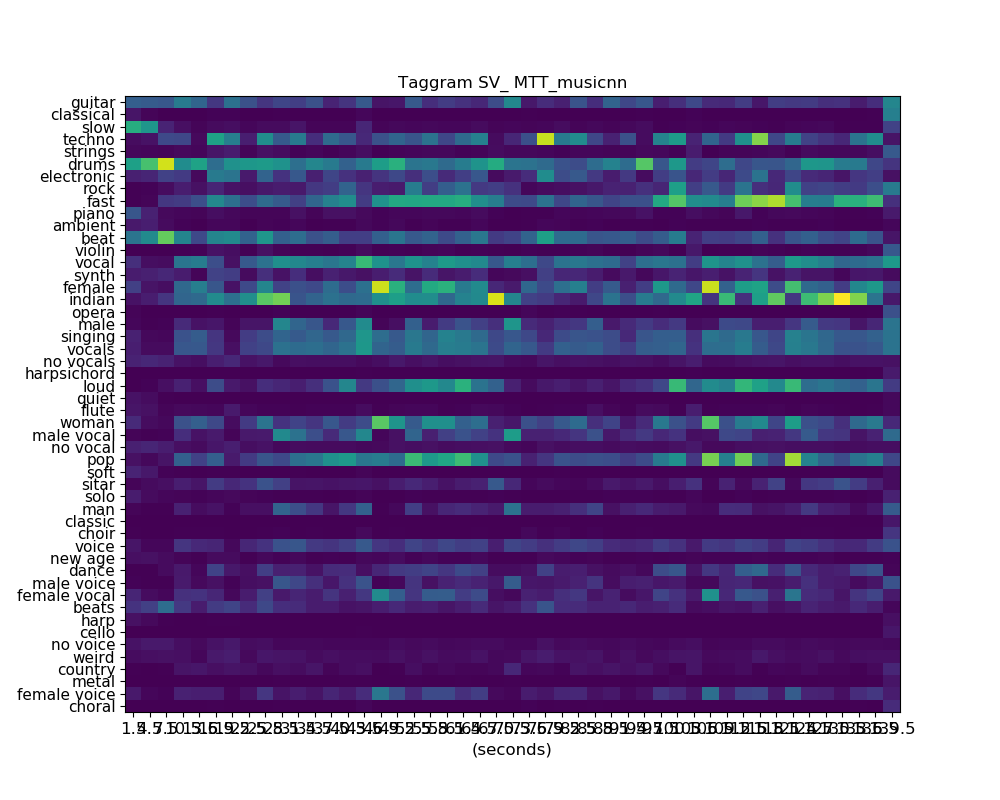 Taggram SV_ MTT_musicnn
guitar
classical
slow
techno
strings
drums
electronic
rock
fast
piano
ambient
beat
violin
vocal
synth
female
indian
opera
male
singing
vocals
no vocals
harpsichord
loud
quiet
flute
woman
male vocal
no vocal
pop
soft
sitar
solo
man
classic
choir
voice
new age
dance
male voice
female vocal
beats
harp
cello
no voice
weird
country
metal
female voice
choral
(seconds)